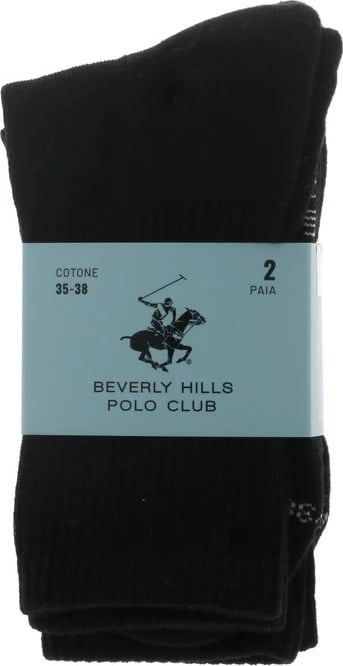 COTONE
35-38
2
PAIA
BEVERLY HILLS
POLO CLUB